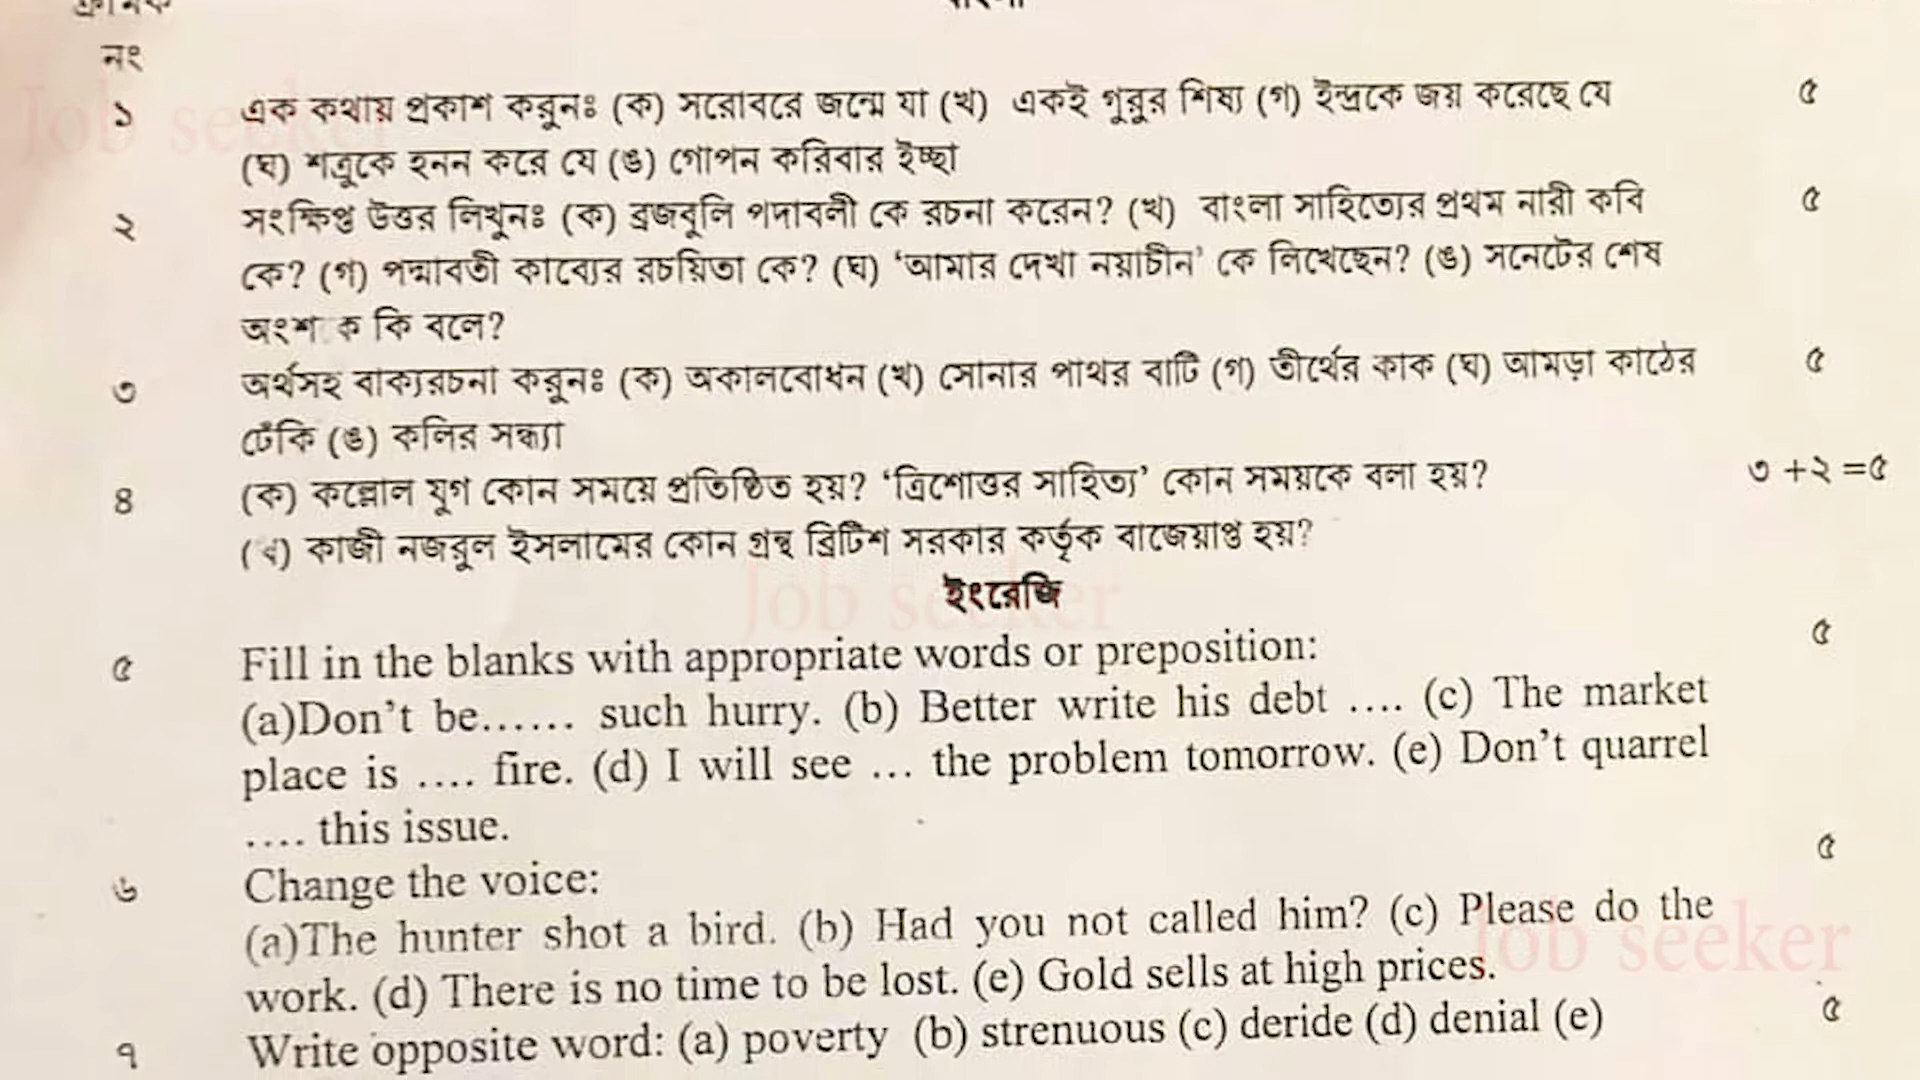 ক্রমিক
বাংলা
নং
১ এক কথায় প্রকাশ করুনঃ (ক) সরোবরে জন্মে যা (খ) একই গুরুর শিষ্য (গ) ইন্দ্রকে জয় করেছে যে ৫
(ঘ) শত্রুকে হনন করে যে (ঙ) গোপন করিবার ইচ্ছা
২ সংক্ষিপ্ত উত্তর লিখুনঃ (ক) ব্রজবুলি পদাবলী কে রচনা করেন? (খ) বাংলা সাহিত্যের প্রথম নারী কবি ৫
কে? (গ) পদ্মাবতী কাব্যের রচয়িতা কে? (ঘ) ‘আমার দেখা নয়াচীন’ কে লিখেছেন? (ঙ) সনেটের শেষ
অংশ ক কি বলে?
৩ অর্থসহ বাক্যরচনা করুনঃ (ক) অকালবোধন (খ) সোনার পাথর বাটি (গ) তীর্থের কাক (ঘ) আমড়া কাঠের ৫
ঢেঁকি (ঙ) কলির সন্ধ্যা
৪ (ক) কল্লোল যুগ কোন সময়ে প্রতিষ্ঠিত হয়? ‘ত্রিশোত্তর সাহিত্য’ কোন সময়কে বলা হয়? ৩ +২ =৫
(খ) কাজী নজরুল ইসলামের কোন গ্রন্থ ব্রিটিশ সরকার কর্তৃক বাজেয়াপ্ত হয়?
ইংরেজি
৫ Fill in the blanks with appropriate words or preposition: ৫
(a)Don’t be...... such hurry. (b) Better write his debt .... (c) The market
place is .... fire. (d) I will see ... the problem tomorrow. (e) Don’t quarrel
.... this issue.
৬ Change the voice: ৫
(a)The hunter shot a bird. (b) Had you not called him? (c) Please do the
work. (d) There is no time to be lost. (e) Gold sells at high prices.
৭ Write opposite word: (a) poverty (b) strenuous (c) deride (d) denial (e) ৫
Job seeker
Job seeker
Job seeker